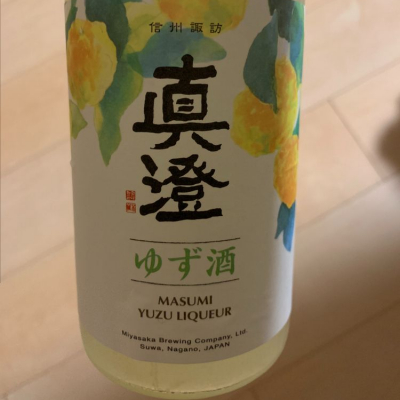 信州諏訪
真澄
ゆず酒
MASUMI
YUZU LIQUEUR
Miyasaka Brewing Company, Ltd.
Suwa, Nagano, JAPAN